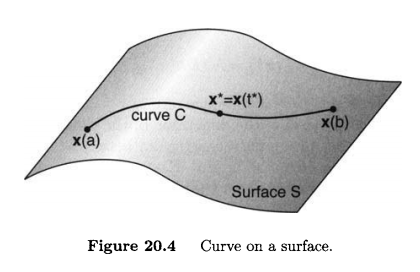 x*=x(t*)
curve C
x(a)
x(b)
Surface S
Figure 20.4 Curve on a surface.